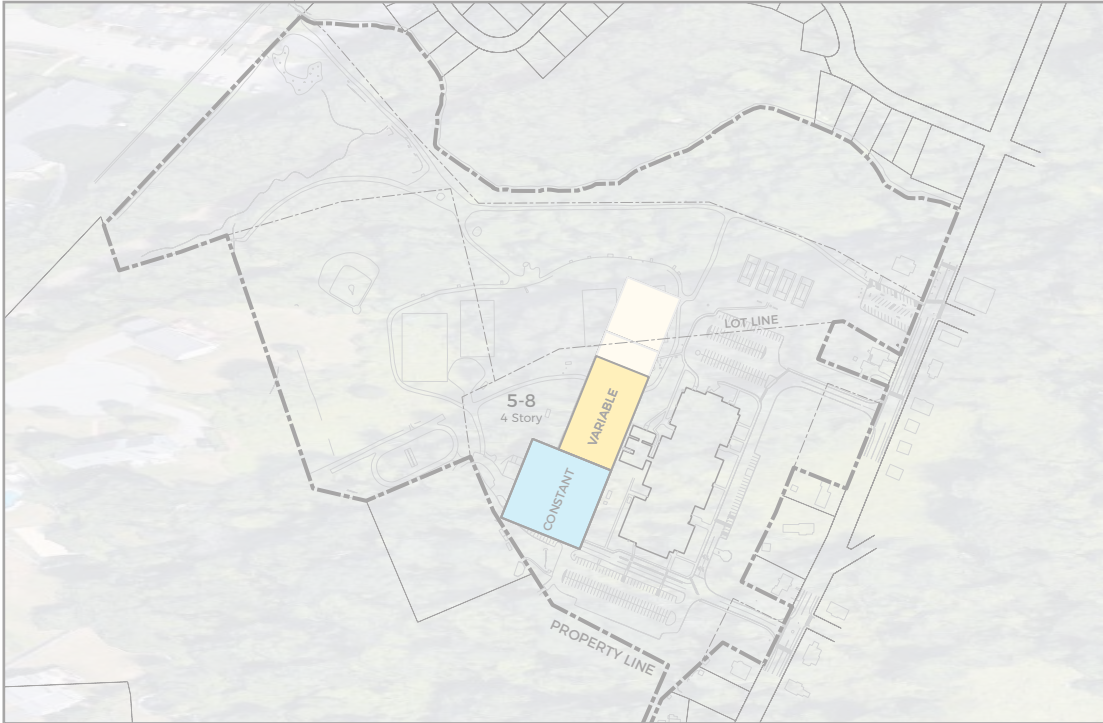 LOT LINE
5-8
4 Story
VARIABLE
CONSTANT
PROPERTY LINE